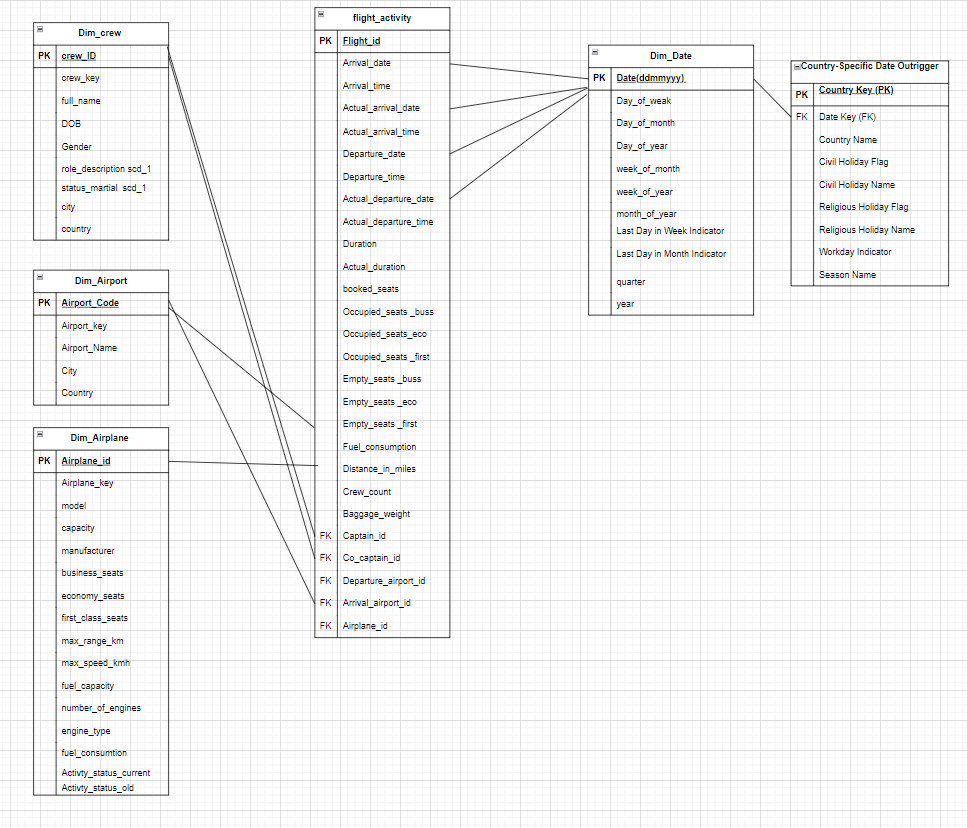 Dim_crew
PK crew_ID
crew_key
full_name
DOB
Gender
role_description scd_1
status_martial scd_1
city
country
Dim_Airport
PK Airport_Code
Airport_key
Airport_Name
City
Country
Dim_Airplane
PK Airplane_id
Airplane_key
model
capacity
manufacturer
business_seats
economy_seats
first_class_seats
max_range_km
max_speed_kmh
fuel_capacity
number_of_engines
engine_type
fuel_consumtion
Activty_status_current
Activty_status_old
flight_activity
PK Flight_id
Arrival_date
Arrival_time
Actual_arrival_date
Actual_arrival_time
Departure_date
Departure_time
Actual_departure_date
Actual_departure_time
Duration
Actual_duration
booked_seats
Occupied_seats _buss
Occupied_seats_eco
Occupied_seats _first
Empty_seats _buss
Empty_seats _eco
Empty_seats _first
Fuel_consumption
Distance_in_miles
Crew_count
Baggage_weight
FK Captain_id
FK Co_captain_id
FK Departure_airport_id
FK Arrival_airport_id
FK Airplane_id
Dim_Date
PK Date(ddmmyyy)
Day_of_weak
Day_of_month
Day_of_year
week_of_month
week_of_year
month_of_year
Last Day in Week Indicator
Last Day in Month Indicator
quarter
year
Country-Specific Date Outrigger
PK Country Key (PK)
FK Date Key (FK)
Country Name
Civil Holiday Flag
Civil Holiday Name
Religious Holiday Flag
Religious Holiday Name
Workday Indicator
Season Name